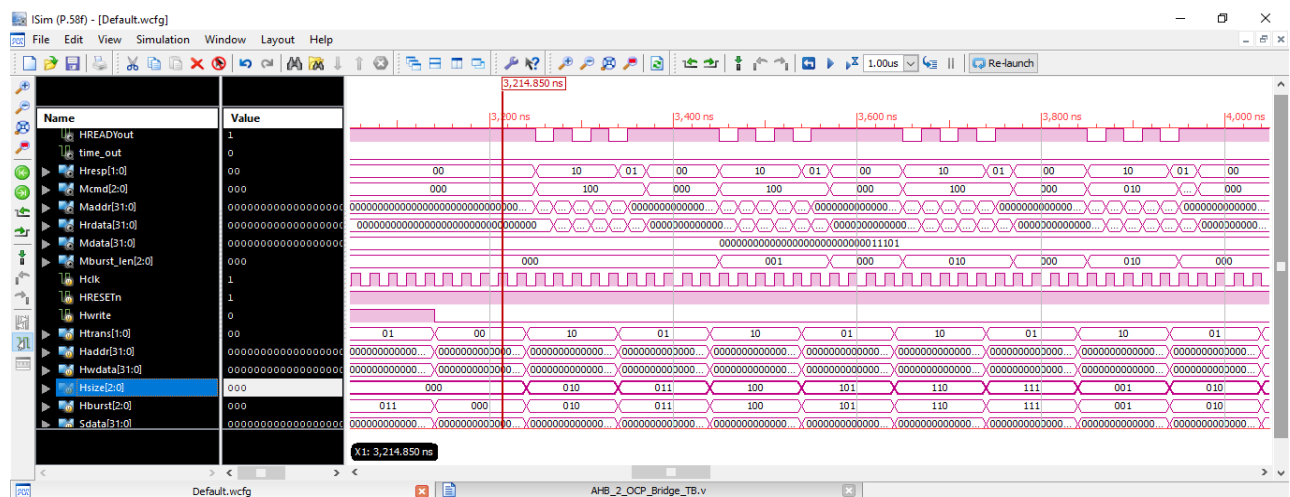 ISim (P.58f) - [Default.wcfg]
File Edit View Simulation Window Layout Help
1.00us Re-launch
3,214.850 ns
Name Value
3,200 ns 3,400 ns 3,600 ns 3,800 ns 4,000 ns
HREADYout 1
time_out 0
Hresp[1:0] 00 00 10 01 00 10 01 00 10 01 00 10 01 00
Mcmd[2:0] 000 000 100 000 100 000 100 000 010 ... 000
Maddr[31:0]
Hrdata[31:0]
Mdata[31:0]
Mburst_len[2:0] 000 000 001 000 010 000 010 000
Hclk 1
HRESETn 1
Hwrite 0
Htrans[1:0] 00 01 00 10 01 10 01 10 01 10 01
Haddr[31:0]
Hwdata[31:0]
Hsize[2:0] 000 000 010 011 100 101 110 111 001 010
Hburst[2:0] 000 011 000 010 011 100 101 110 111 001 010
Sdata[31:0]
X1: 3,214.850 ns
Default.wcfg AHB_2_OCP_Bridge_TB.v